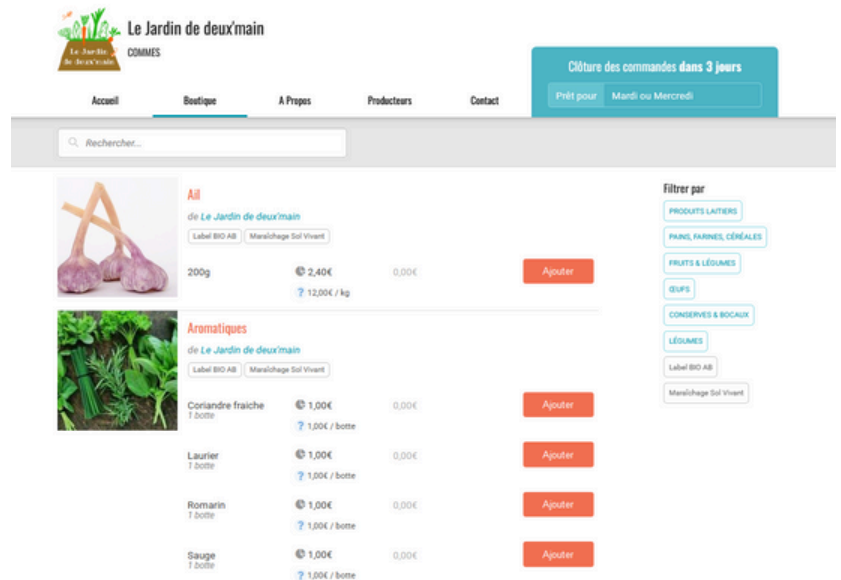 Le Jardin
de deux'main
Le Jardin de deux'main
COMMES
Clôture des commandes dans 3 jours
Prêt pour Mardi ou Mercredi
Accueil Boutique A Propos Producteurs Contact
Rechercher...
Ail
de Le Jardin de deux'main
Label BIO AB Maraîchage Sol Vivant
200g 2,40€ 0,00€ Ajouter
? 12,00€ / kg
Aromatiques
de Le Jardin de deux'main
Label BIO AB Maraîchage Sol Vivant
Coriandre fraiche 1,00€ 0,00€ Ajouter
1 botte
? 1,00€ / botte
Laurier 1,00€ 0,00€ Ajouter
1 botte
? 1,00€ / botte
Romarin 1,00€ 0,00€ Ajouter
1 botte
? 1,00€ / botte
Sauge 1,00€ 0,00€ Ajouter
1 botte
? 1,00€ / botte
Filtrer par
PRODUITS LAITIERS
PAINS, FARINES, CÉRÉALES
FRUITS & LÉGUMES
ŒUFS
CONSERVES & BOCAUX
LÉGUMES
Label BIO AB
Maraîchage Sol Vivant